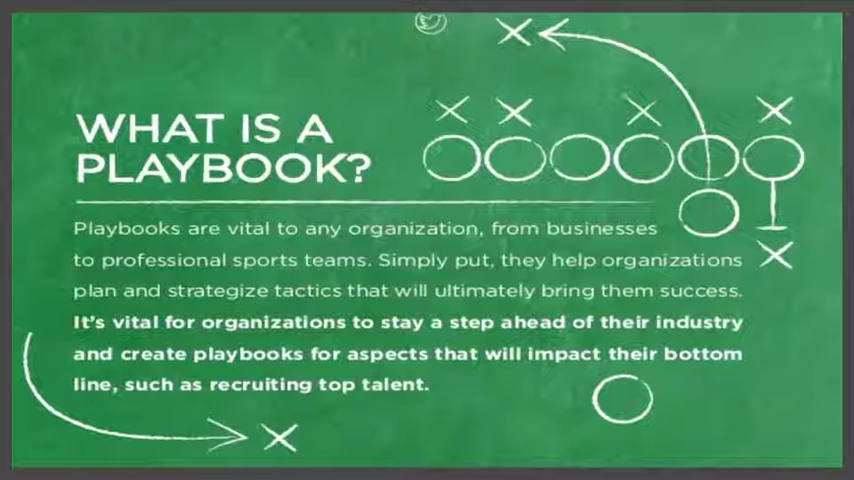 WHAT IS A
PLAYBOOK?
Playbooks are vital to any organization, from businesses
to professional sports teams. Simply put, they help organizations
plan and strategize tactics that will ultimately bring them success.
It's vital for organizations to stay a step ahead of their industry
and create playbooks for aspects that will impact their bottom
line, such as recruiting top talent.